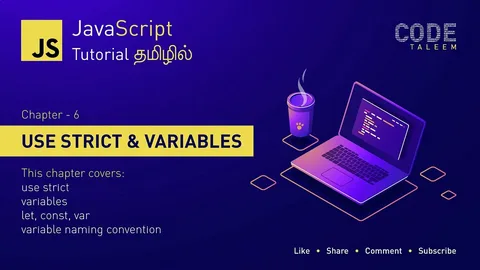 JS
JavaScript
Tutorial தமிழில்
CODE
TALEEM
Chapter - 6
USE STRICT & VARIABLES
This chapter covers:
use strict
variables
let, const, var
variable naming convention
Like • Share • Comment • Subscribe